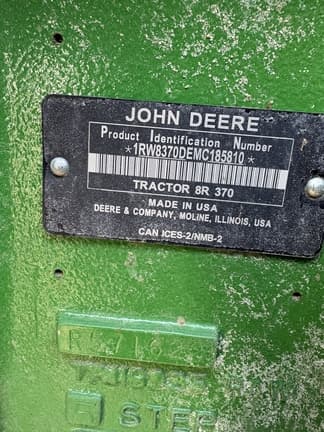 JOHN DEERE
Product Identification Number
*1RW8370DEMC185810*
TRACTOR 8R 370
MADE IN USA
DEERE & COMPANY, MOLINE, ILLINOIS, USA
CAN ICES-2/NMB-2